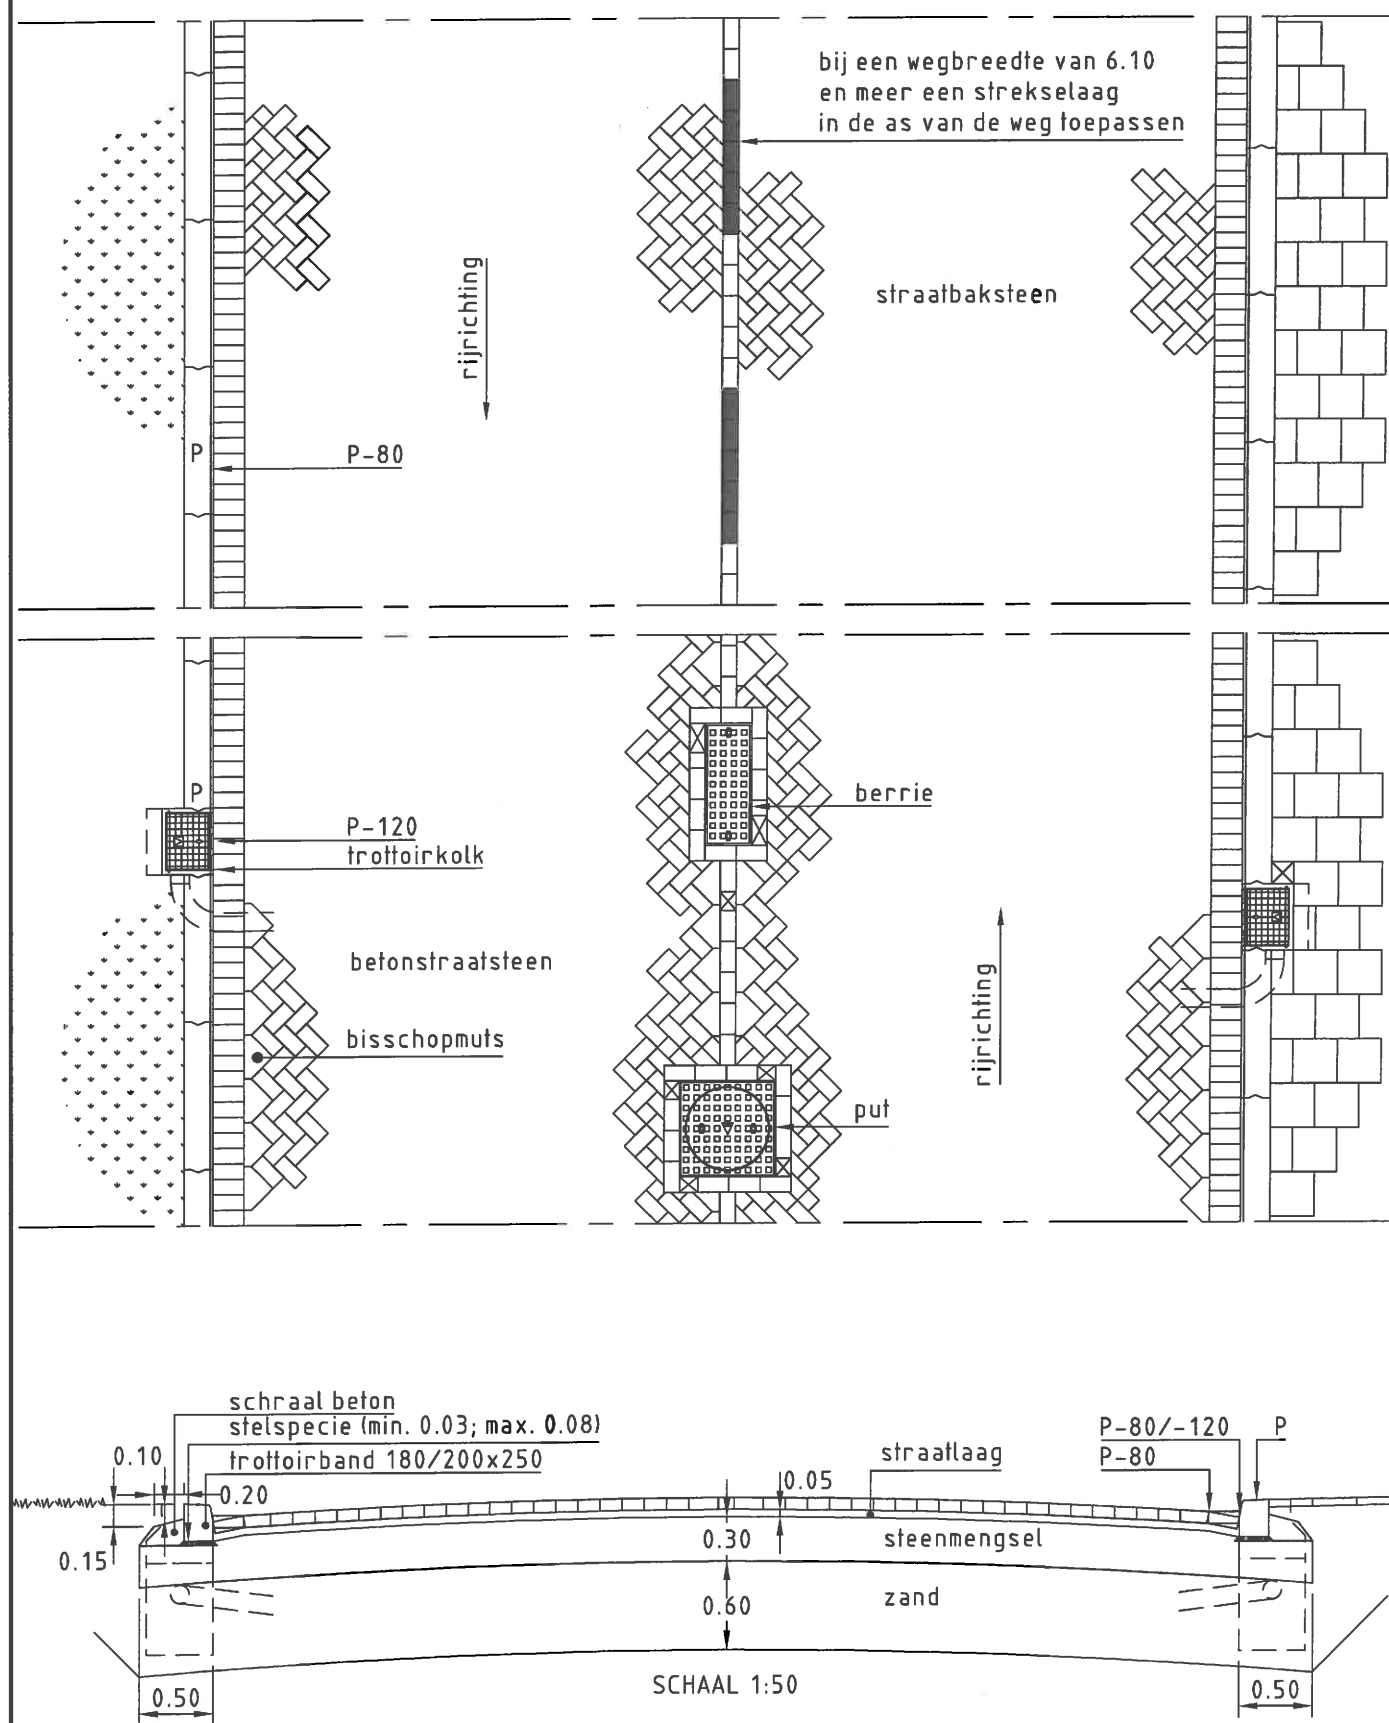 bij een wegbreedte van 6.10
en meer een strekselaag
in de as van de weg toepassen
rijrichting
straatbaksteen
P
P-80
P
berrie
P-120
trottoirkolk
betonstraatsteen
rijrichting
bisschopmuts
put
schraal beton
stelspecie (min. 0.03; max. 0.08)
trottoirband 180/200x250
0.10
0.20
0.15
straatlaag
0.05
P-80/-120
P
P-80
0.30
steenmengsel
0.60
zand
SCHAAL 1:50
0.50
0.50